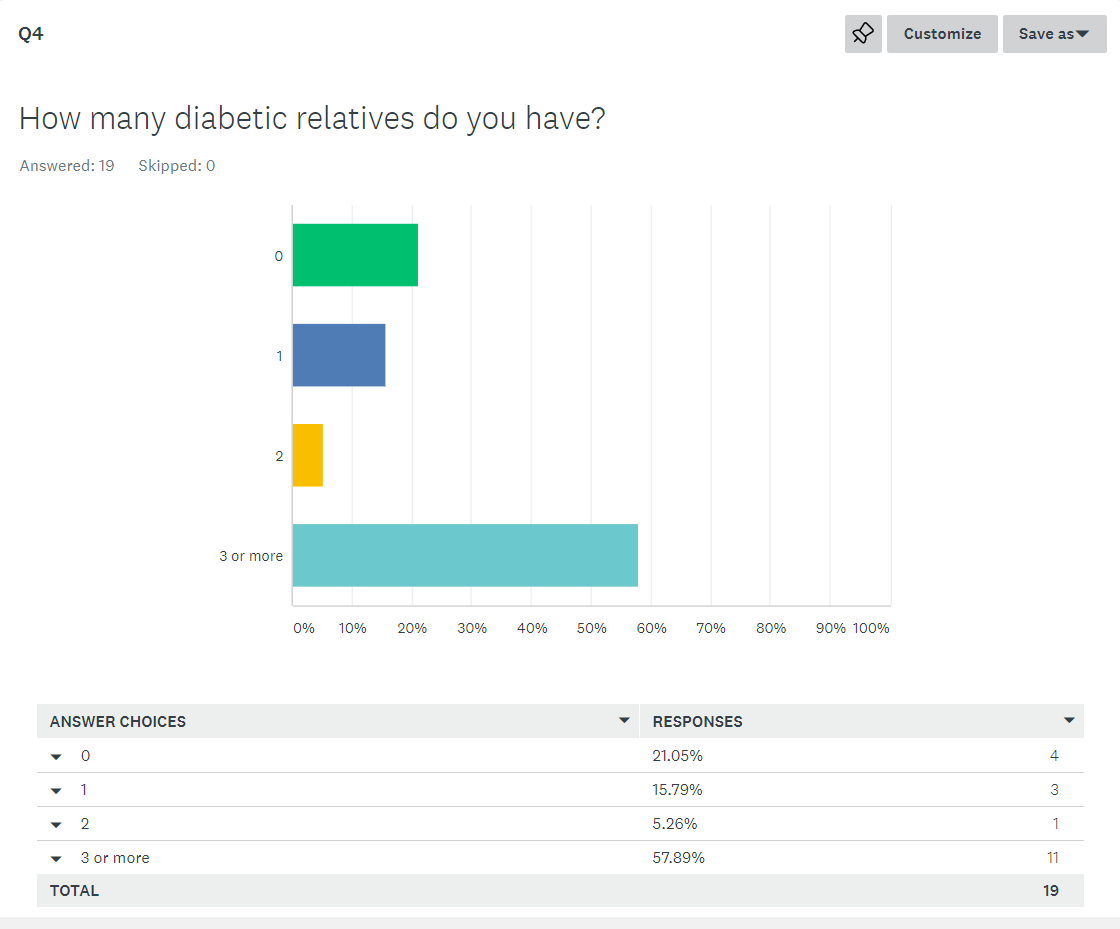 Q4
Customize
Save as
How many diabetic relatives do you have?
Answered: 19 Skipped: 0
0
1
2
3 or more
0% 10% 20% 30% 40% 50% 60% 70% 80% 90% 100%
ANSWER CHOICES RESPONSES
0 21.05% 4
1 15.79% 3
2 5.26% 1
3 or more 57.89% 11
TOTAL 19